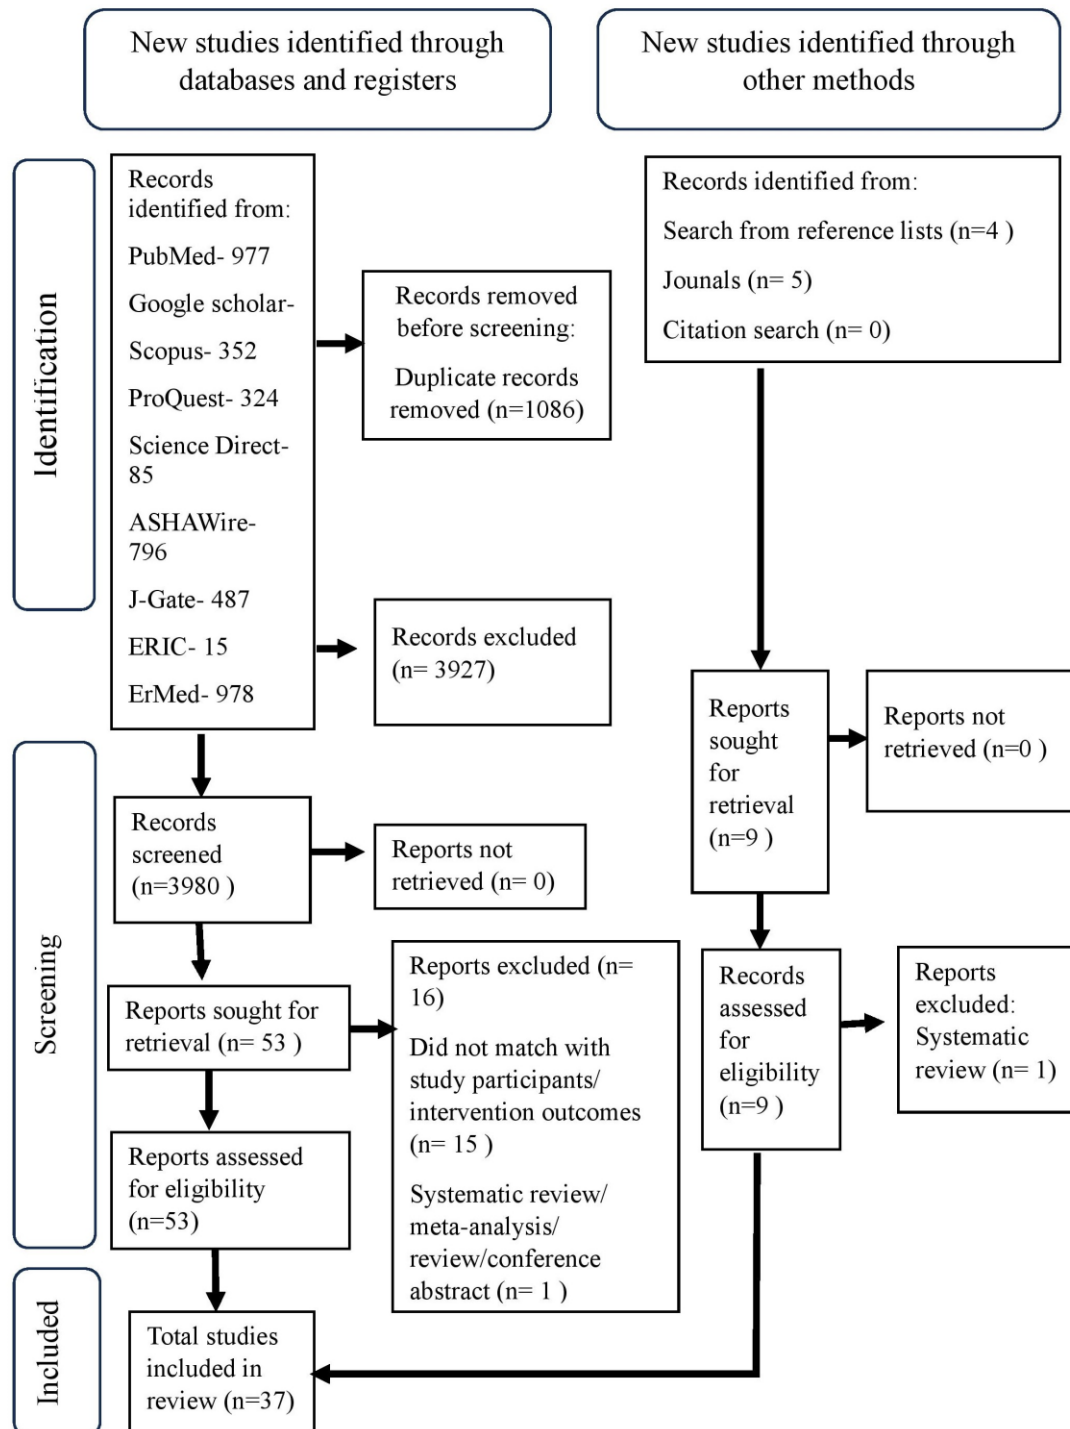 New studies identified through
databases and registers
New studies identified through
other methods
Identification
Records
identified from:
PubMed- 977
Google scholar-
Scopus- 352
ProQuest- 324
Science Direct-
85
ASHAWire-
796
J-Gate- 487
ERIC- 15
ErMed- 978
Records removed
before screening:
Duplicate records
removed (n=1086)
Records excluded
(n= 3927)
Records identified from:
Search from reference lists (n=4 )
Jounals (n= 5)
Citation search (n= 0)
Reports
sought
for
retrieval
(n=9 )
Reports not
retrieved (n=0 )
Screening
Records
screened
(n=3980 )
Reports not
retrieved (n= 0)
Reports sought for
retrieval (n= 53 )
Reports excluded (n=
16)
Did not match with
study participants/
intervention outcomes
(n= 15 )
Systematic review/
meta-analysis/
review/conference
abstract (n= 1 )
Reports assessed
for eligibility
(n=53)
Records
assessed
for
eligibility
(n=9 )
Reports
excluded:
Systematic
review (n= 1)
Included
Total studies
included in
review (n=37)